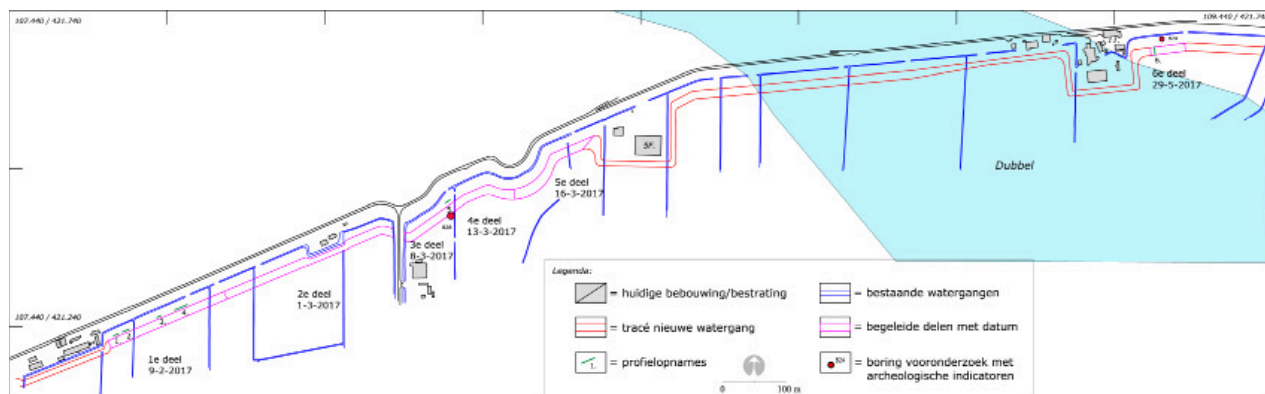 107.440 / 421.740
109.440 / 421.740
6e deel
29-5-2017
Dubbel
SF.
5e deel
16-3-2017
4e deel
13-3-2017
3e deel
8-3-2017
2e deel
1-3-2017
107.440 / 421.240
1e deel
9-2-2017
Legenda:
= huidige bebouwing/bestrating
= bestaande watergangen
= tracé nieuwe watergang
= begeleide delen met datum
1.
= profielopnames
824
= boring vooronderzoek met
archeologische indicatoren
0
100 m